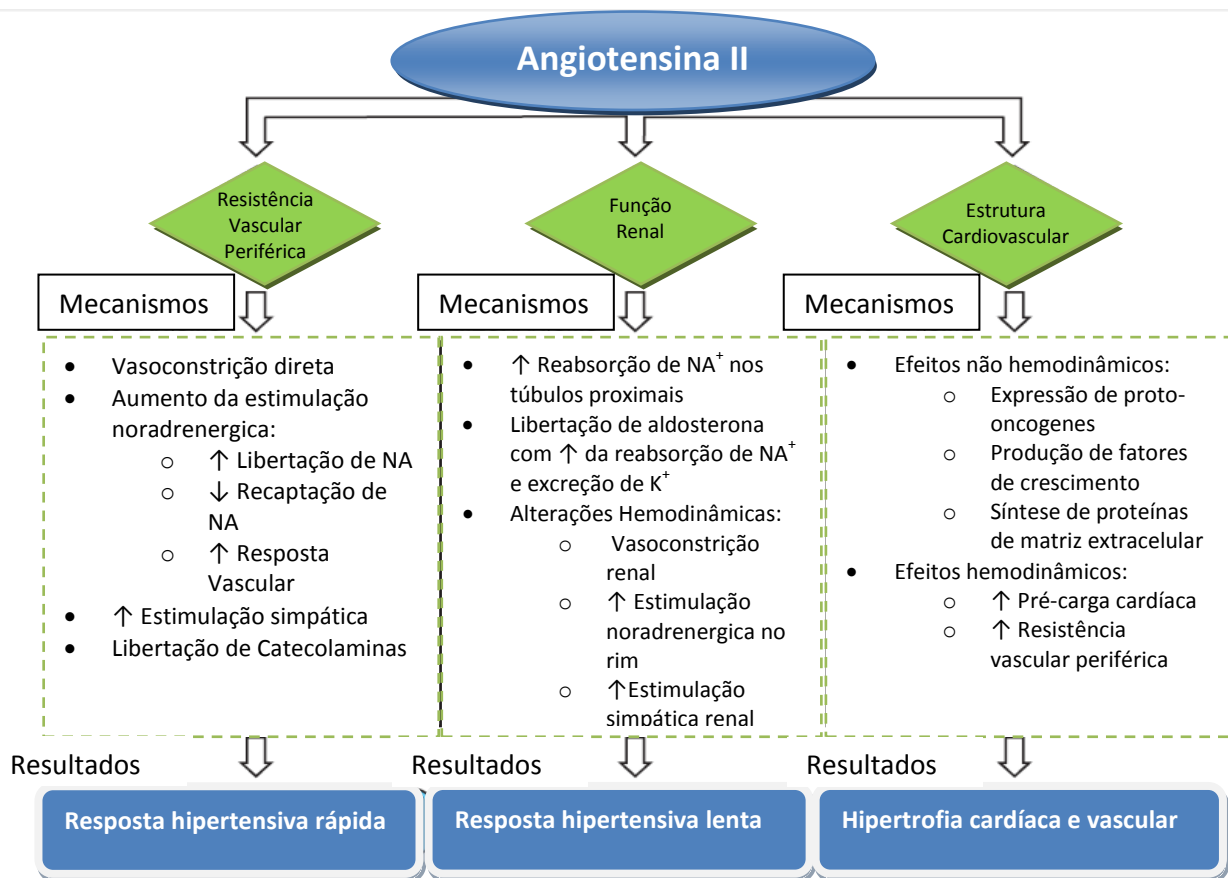 Angiotensina II
Resistência
Vascular
Periférica
Mecanismos
• Vasoconstrição direta
• Aumento da estimulação
noradrenergica:
o ↑ Libertação de NA
o ↓ Recaptação de
NA
o ↑ Resposta
Vascular
• ↑ Estimulação simpática
• Libertação de Catecolaminas
Resultados
Resposta hipertensiva rápida
Função
Renal
Mecanismos
• ↑ Reabsorção de NA⁺ nos
túbulos proximais
• Libertação de aldosterona
com ↑ da reabsorção de NA⁺
e excreção de K⁺
• Alterações Hemodinâmicas:
o Vasoconstrição
renal
o ↑ Estimulação
noradrenergica no
rim
o ↑Estimulação
simpática renal
Resultados
Resposta hipertensiva lenta
Estrutura
Cardiovascular
Mecanismos
• Efeitos não hemodinâmicos:
o Expressão de proto-
oncogenes
o Produção de fatores
de crescimento
o Síntese de proteínas
de matriz extracelular
• Efeitos hemodinâmicos:
o ↑ Pré-carga cardíaca
o ↑ Resistência
vascular periférica
Resultados
Hipertrofia cardíaca e vascular